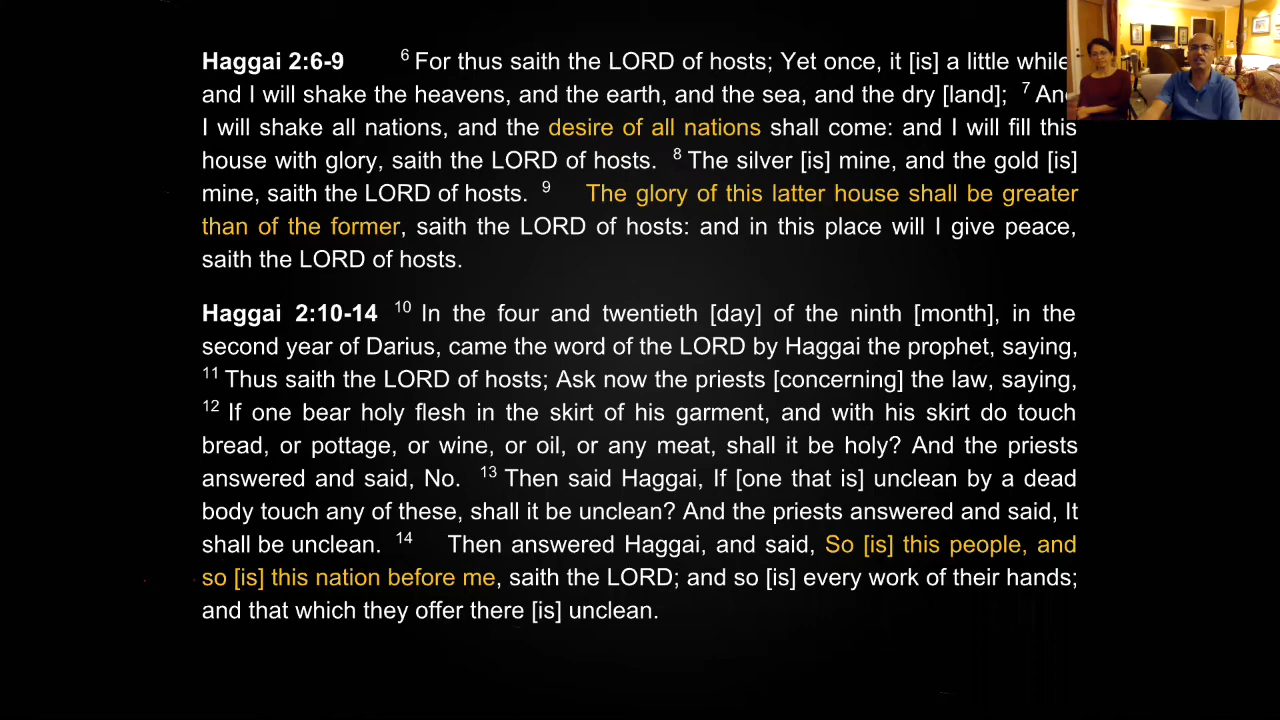 Haggai 2:6-9 6 For thus saith the LORD of hosts; Yet once, it [is] a little while
and I will shake the heavens, and the earth, and the sea, and the dry [land]; 7 And
I will shake all nations, and the desire of all nations shall come: and I will fill this
house with glory, saith the LORD of hosts. 8 The silver [is] mine, and the gold [is]
mine, saith the LORD of hosts. 9 The glory of this latter house shall be greater
than of the former, saith the LORD of hosts: and in this place will I give peace,
saith the LORD of hosts.
Haggai 2:10-14 10 In the four and twentieth [day] of the ninth [month], in the
second year of Darius, came the word of the LORD by Haggai the prophet, saying,
11 Thus saith the LORD of hosts; Ask now the priests [concerning] the law, saying,
12 If one bear holy flesh in the skirt of his garment, and with his skirt do touch
bread, or pottage, or wine, or oil, or any meat, shall it be holy? And the priests
answered and said, No. 13 Then said Haggai, If [one that is] unclean by a dead
body touch any of these, shall it be unclean? And the priests answered and said, It
shall be unclean. 14 Then answered Haggai, and said, So [is] this people, and
so [is] this nation before me, saith the LORD; and so [is] every work of their hands;
and that which they offer there [is] unclean.